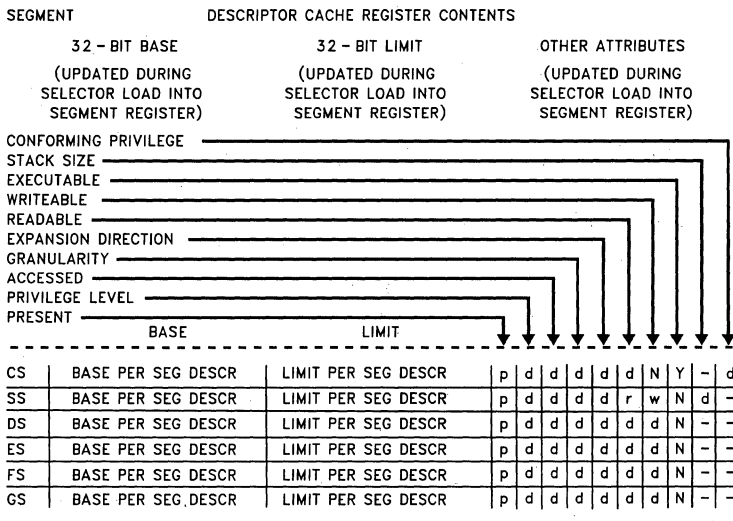 SEGMENT DESCRIPTOR CACHE REGISTER CONTENTS
32 – BIT BASE 32 – BIT LIMIT OTHER ATTRIBUTES
(UPDATED DURING (UPDATED DURING (UPDATED DURING
SELECTOR LOAD INTO SELECTOR LOAD INTO SELECTOR LOAD INTO
SEGMENT REGISTER) SEGMENT REGISTER) SEGMENT REGISTER)
CONFORMING PRIVILEGE
STACK SIZE
EXECUTABLE
WRITEABLE
READABLE
EXPANSION DIRECTION
GRANULARITY
ACCESSED
PRIVILEGE LEVEL
PRESENT
BASE LIMIT
CS BASE PER SEG DESCR LIMIT PER SEG DESCR p d d d d d N Y – d
SS BASE PER SEG DESCR LIMIT PER SEG DESCR p d d d d r w N d –
DS BASE PER SEG DESCR LIMIT PER SEG DESCR p d d d d d d N – –
ES BASE PER SEG DESCR LIMIT PER SEG DESCR p d d d d d d N – –
FS BASE PER SEG DESCR LIMIT PER SEG DESCR p d d d d d d N – –
GS BASE PER SEG DESCR LIMIT PER SEG DESCR p d d d d d d N – –